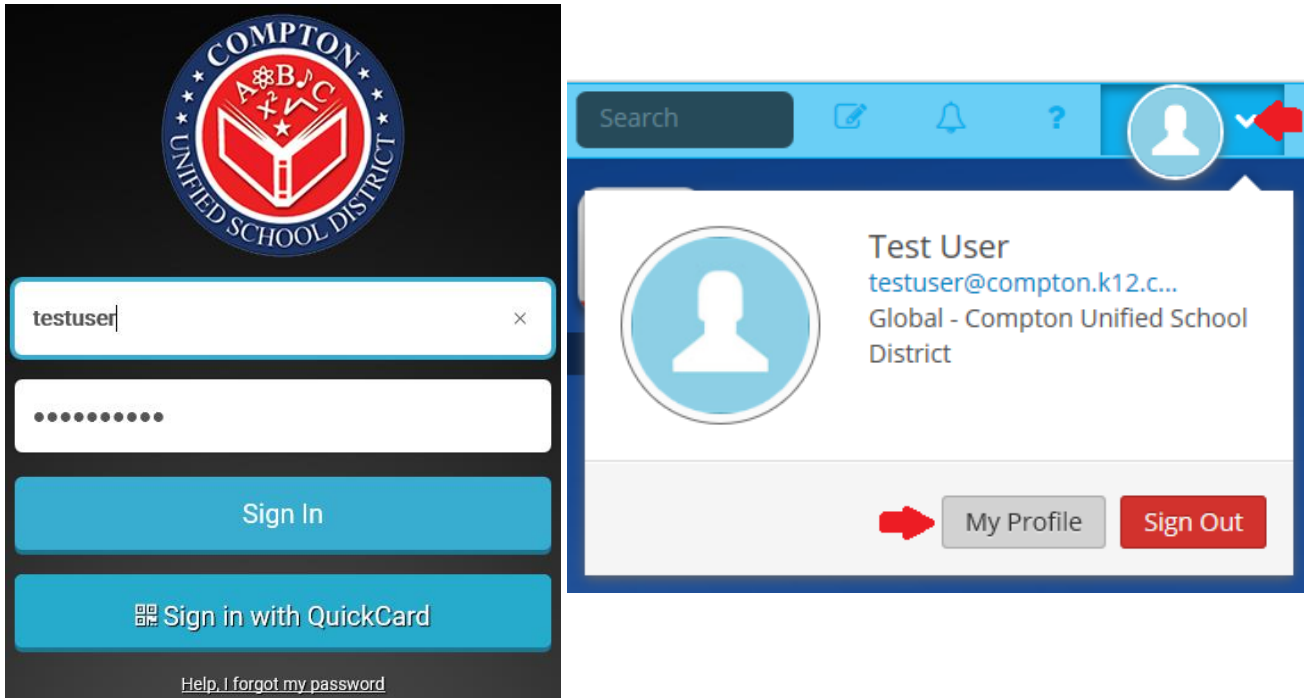 COMPTON
UNIFIED SCHOOL DISTRICT
A B C
X²
testuser
Sign In
Sign in with QuickCard
Help, I forgot my password
Search
?
Test User
testuser@compton.k12.c...
Global - Compton Unified School
District
My Profile
Sign Out